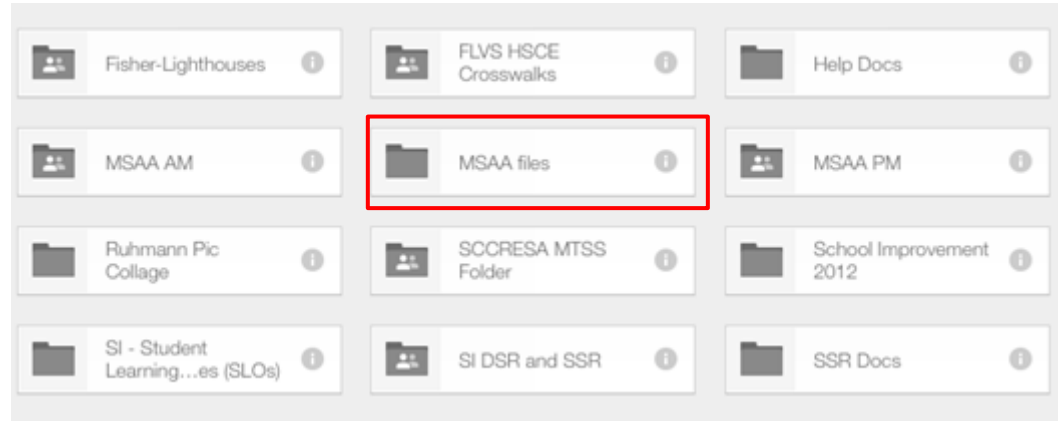 Fisher-Lighthouses
FLVS HSCE
Crosswalks
Help Docs
MSAA AM
MSAA files
MSAA PM
Ruhmann Pic
Collage
SCCRESA MTSS
Folder
School Improvement
2012
SI - Student
Learning...es (SLOs)
SI DSR and SSR
SSR Docs